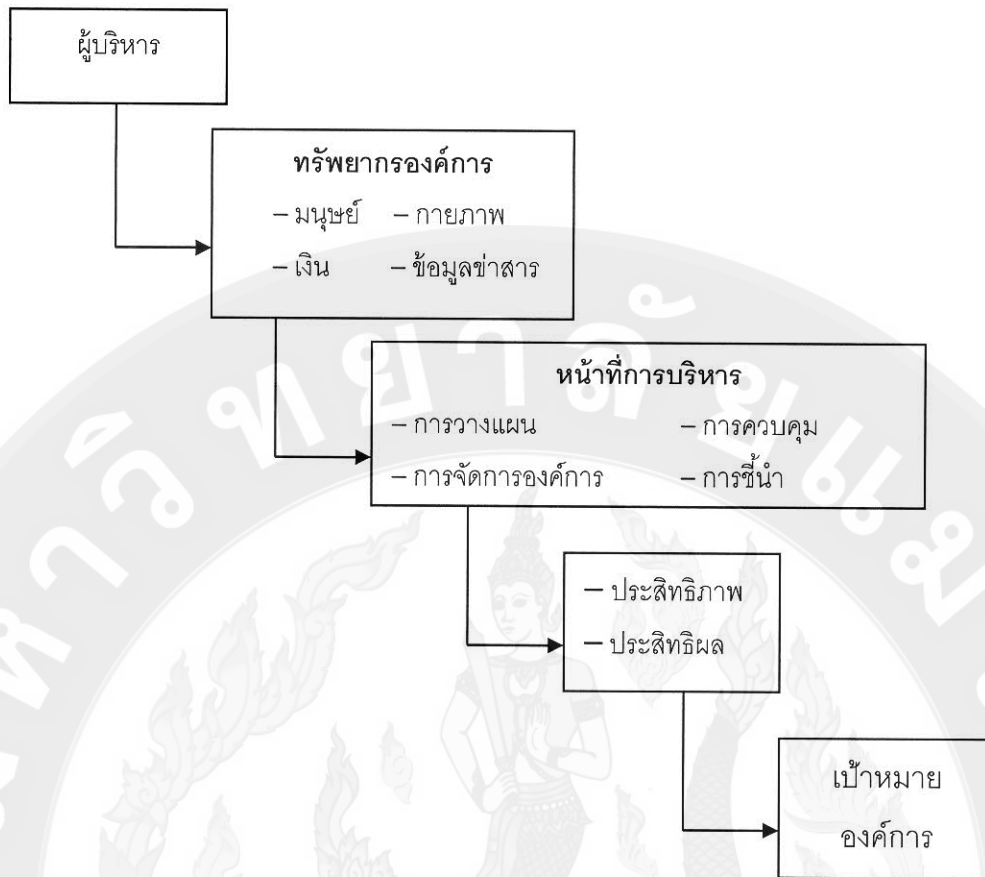 ผู้บริหาร
ทรัพยากรองค์การ
– มนุษย์ – กายภาพ
– เงิน – ข้อมูลข่าสาร
หน้าที่การบริหาร
– การวางแผน – การควบคุม
– การจัดการองค์การ – การชี้นำ
– ประสิทธิภาพ
– ประสิทธิผล
เป้าหมาย
องค์การ